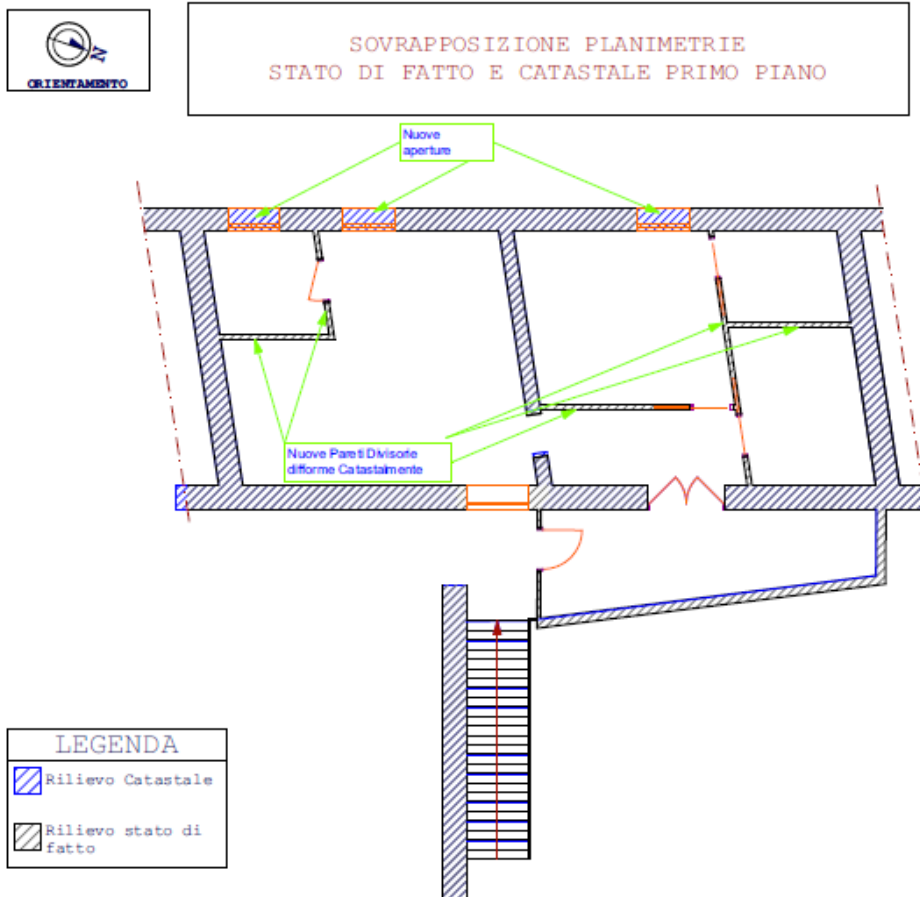 N
ORIENTAMENTO
SOVRAPPOSIZIONE PLANIMETRIE
STATO DI FATTO E CATASTALE PRIMO PIANO
Nuove
aperture
Nuove Pareti Divisorie
difforme Catastalmente
LEGENDA
Rilievo Catastale
Rilievo stato di
fatto